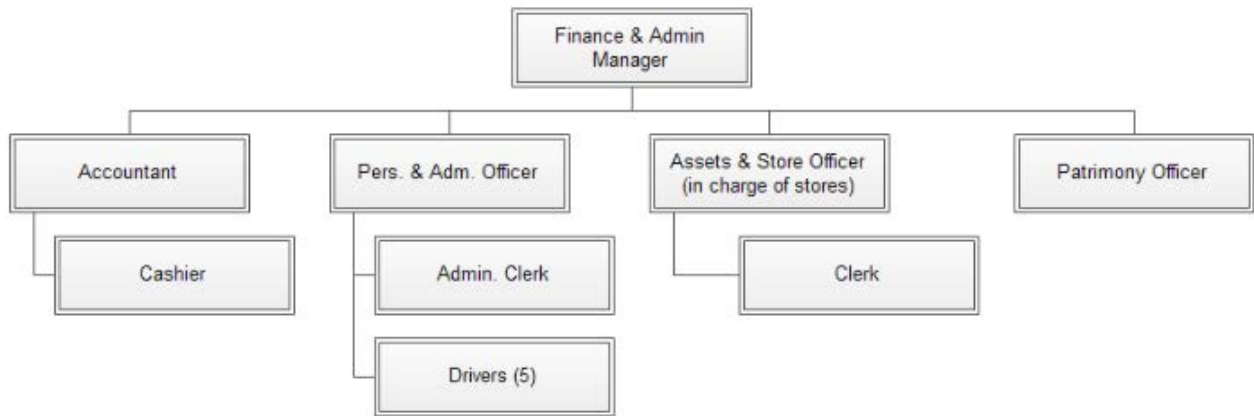 Finance & Admin
Manager
Accountant
Pers. & Adm. Officer
Assets & Store Officer
(in charge of stores)
Patrimony Officer
Cashier
Admin. Clerk
Clerk
Drivers (5)